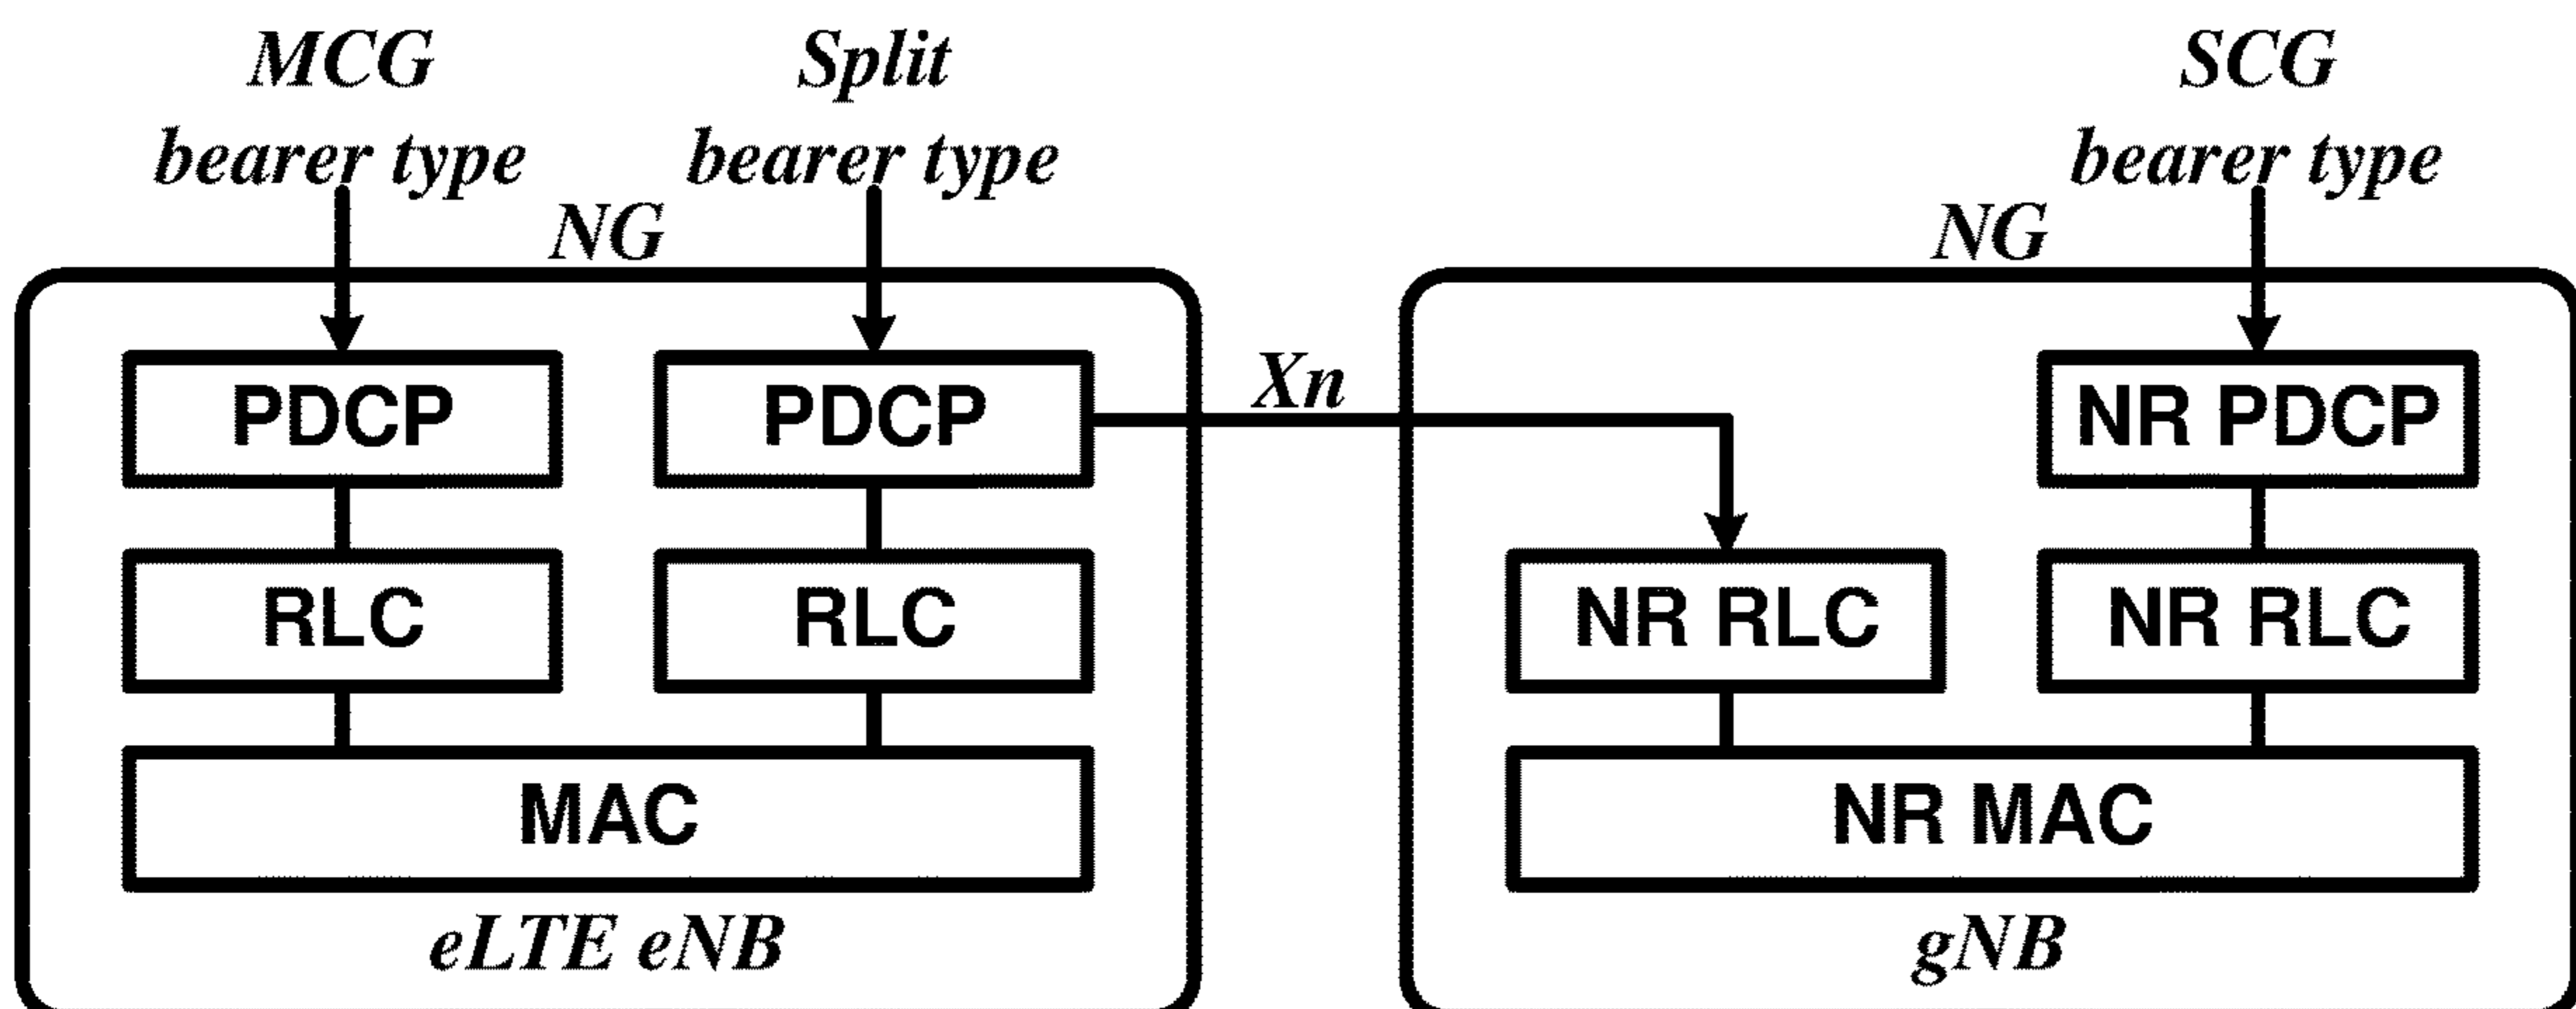 MCG
bearer type
Split
bearer type
SCG
bearer type
NG
NG
Xn
PDCP
PDCP
NR PDCP
RLC
RLC
NR RLC
NR RLC
MAC
NR MAC
eLTE eNB
gNB